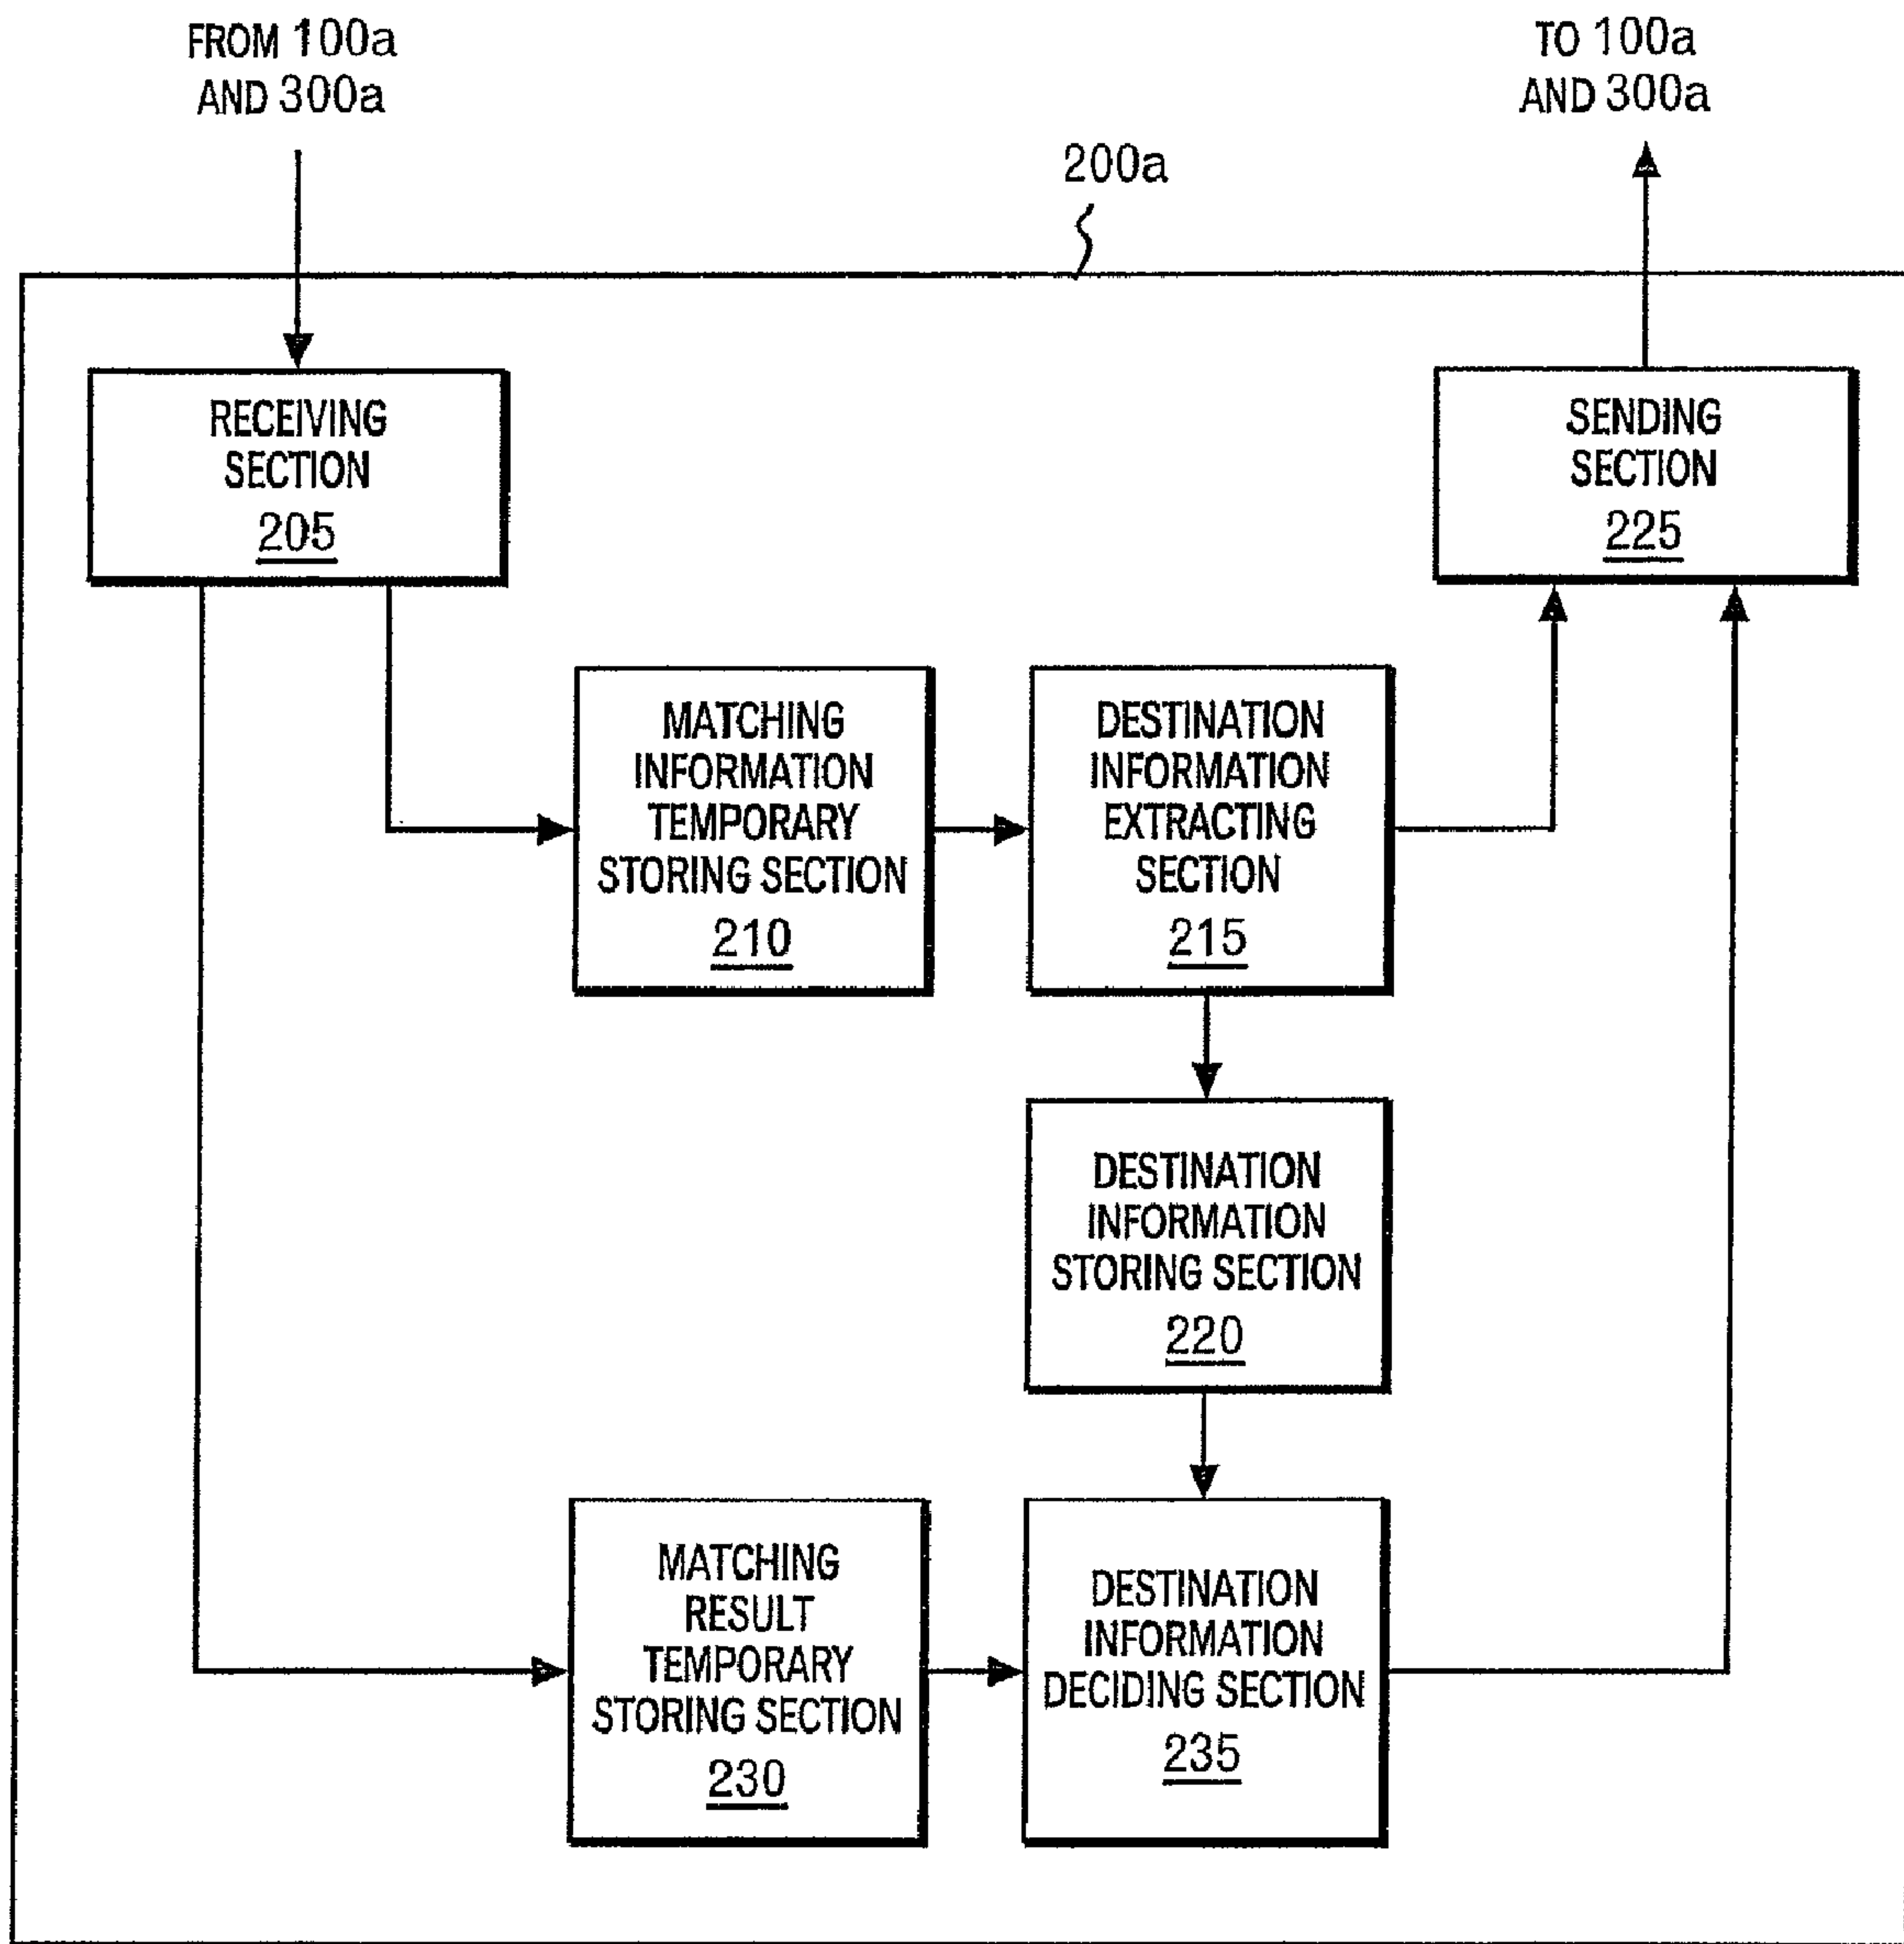 FROM 100a
AND 300a
TO 100a
AND 300a
200a
RECEIVING
SECTION
205
SENDING
SECTION
225
MATCHING
INFORMATION
TEMPORARY
STORING SECTION
210
DESTINATION
INFORMATION
EXTRACTING
SECTION
215
DESTINATION
INFORMATION
STORING SECTION
220
MATCHING
RESULT
TEMPORARY
STORING SECTION
230
DESTINATION
INFORMATION
DECIDING SECTION
235